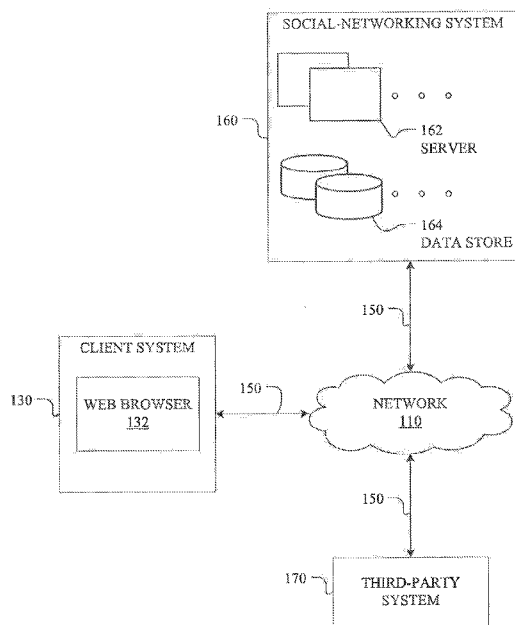 SOCIAL-NETWORKING SYSTEM
160
162
SERVER
164
DATA STORE
150
CLIENT SYSTEM
130
WEB BROWSER
132
150
NETWORK
110
150
170
THIRD-PARTY
SYSTEM